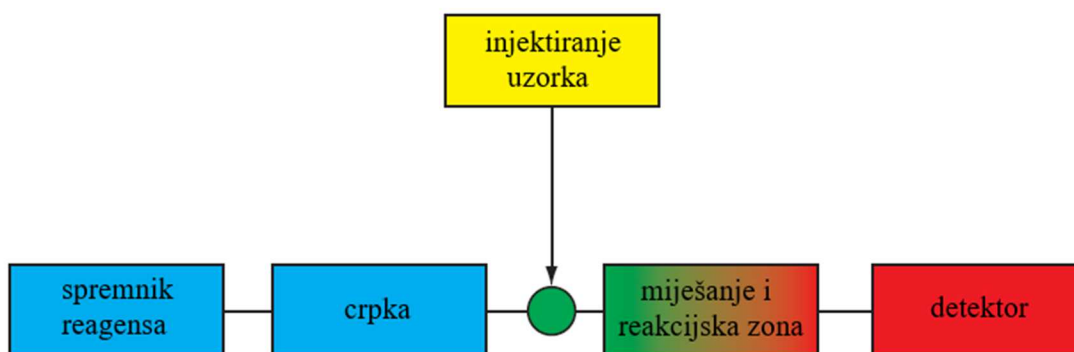 injektiranje
uzorka
spremnik
reagensa
crpka
miješanje i
reakcijska zona
detektor